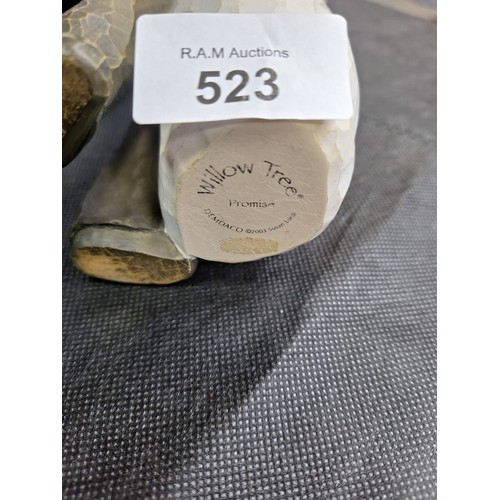 R.A.M Auctions
523
Willow Tree®
Promise
DEMDACO ©2003 Susan Lordi